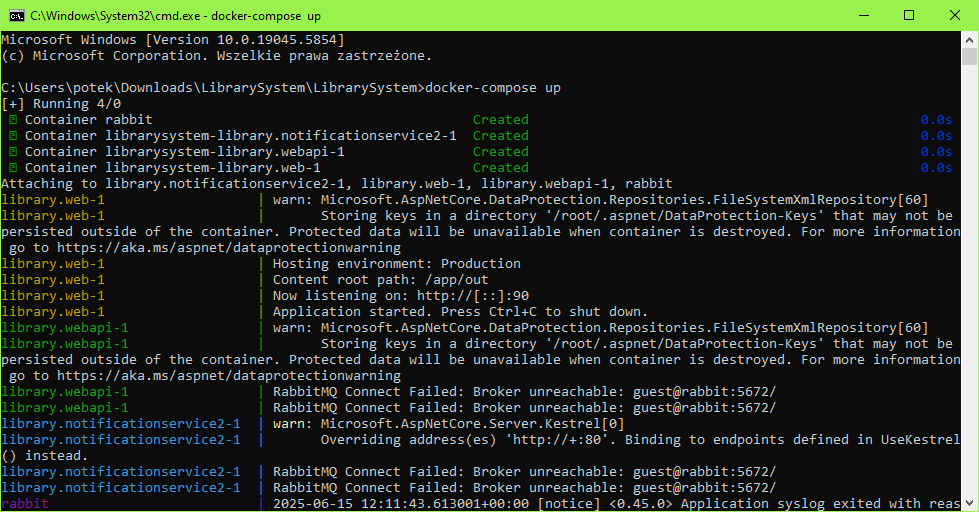 C:\Windows\System32\cmd.exe - docker-compose up
Microsoft Windows [Version 10.0.19045.5854]
(c) Microsoft Corporation. Wszelkie prawa zastrzeżone.
C:\Users\potek\Downloads\LibrarySystem\LibrarySystem>docker-compose up
[+] Running 4/0
Container rabbit Created 0.0s
Container librarysystem-library.notificationservice2-1 Created 0.0s
Container librarysystem-library.webapi-1 Created 0.0s
Container librarysystem-library.web-1 Created 0.0s
Attaching to library.notificationservice2-1, library.web-1, library.webapi-1, rabbit
library.web-1 | warn: Microsoft.AspNetCore.DataProtection.Repositories.FileSystemXmlRepository[60]
library.web-1 | Storing keys in a directory '/root/.aspnet/DataProtection-Keys' that may not be
persisted outside of the container. Protected data will be unavailable when container is destroyed. For more information
go to https://aka.ms/aspnet/dataprotectionwarning
library.web-1 | Hosting environment: Production
library.web-1 | Content root path: /app/out
library.web-1 | Now listening on: http://[::]:90
library.web-1 | Application started. Press Ctrl+C to shut down.
library.webapi-1 | warn: Microsoft.AspNetCore.DataProtection.Repositories.FileSystemXmlRepository[60]
library.webapi-1 | Storing keys in a directory '/root/.aspnet/DataProtection-Keys' that may not be
persisted outside of the container. Protected data will be unavailable when container is destroyed. For more information
go to https://aka.ms/aspnet/dataprotectionwarning
library.webapi-1 | RabbitMQ Connect Failed: Broker unreachable: guest@rabbit:5672/
library.webapi-1 | RabbitMQ Connect Failed: Broker unreachable: guest@rabbit:5672/
library.notificationservice2-1 | warn: Microsoft.AspNetCore.Server.Kestrel[0]
library.notificationservice2-1 | Overriding address(es) 'http://+:80'. Binding to endpoints defined in UseKestrel
() instead.
library.notificationservice2-1 | RabbitMQ Connect Failed: Broker unreachable: guest@rabbit:5672/
library.notificationservice2-1 | RabbitMQ Connect Failed: Broker unreachable: guest@rabbit:5672/
rabbit | 2025-06-15 12:11:43.613001+00:00 [notice] <0.45.0> Application syslog exited with reas